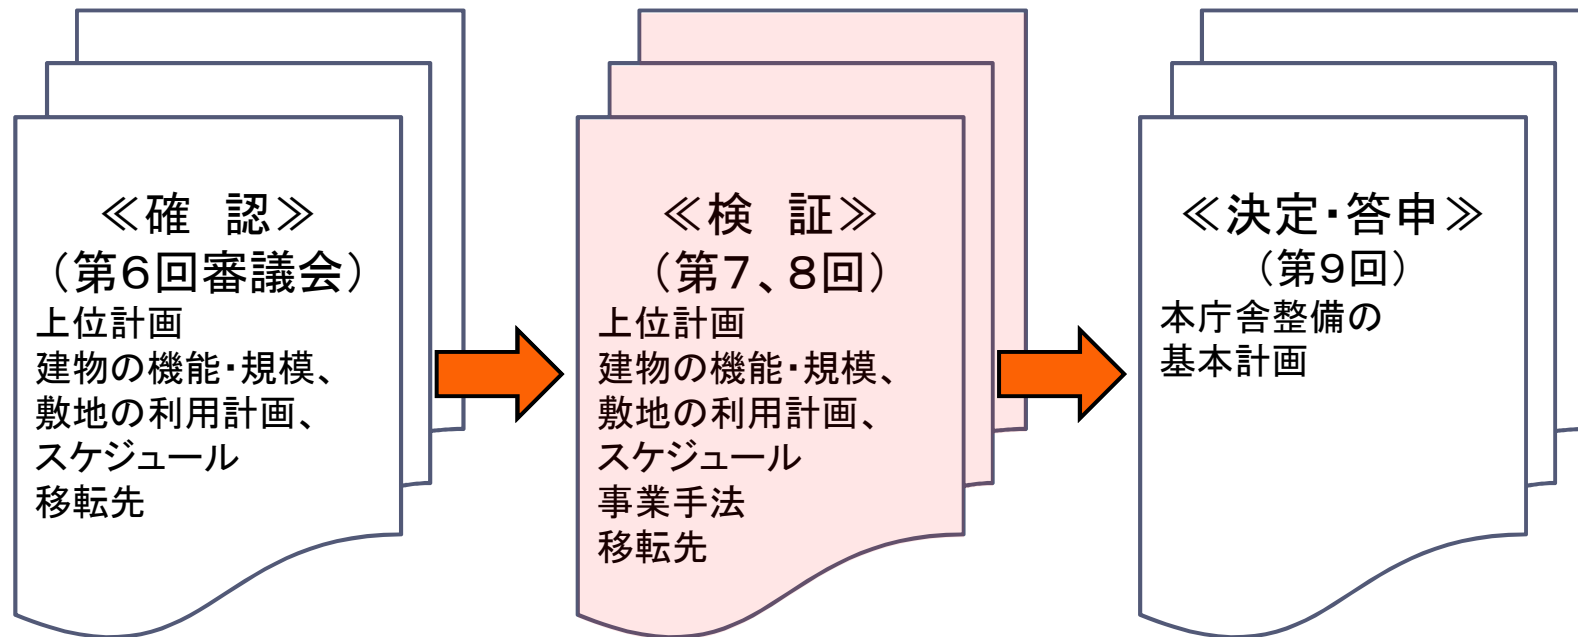 ≪確　認≫
（第６回審議会）
上位計画
建物の機能・規模、
敷地の利用計画、
スケジュール
移転先
≪検　証≫
（第７、８回）
上位計画
建物の機能・規模、
敷地の利用計画、
スケジュール
事業手法
移転先
≪決定・答申≫
（第９回）
本庁舎整備の
基本計画